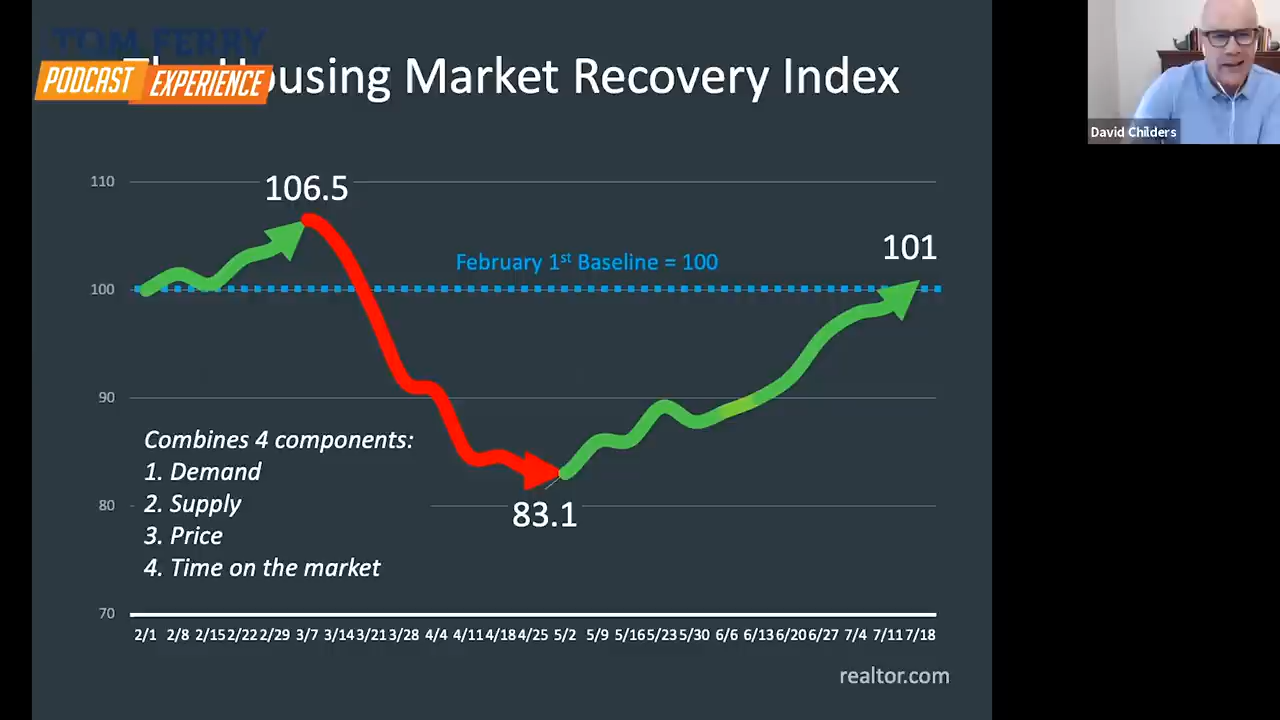 TOM FERRY
PODCAST EXPERIENCE
The Housing Market Recovery Index
David Childers
110
106.5
101
February 1st Baseline = 100
100
90
Combines 4 components:
1. Demand
2. Supply
3. Price
4. Time on the market
80
83.1
70
2/1 2/8 2/15 2/22 2/29 3/7 3/14 3/21 3/28 4/4 4/11 4/18 4/25 5/2 5/9 5/16 5/23 5/30 6/6 6/13 6/20 6/27 7/4 7/11 7/18
realtor.com